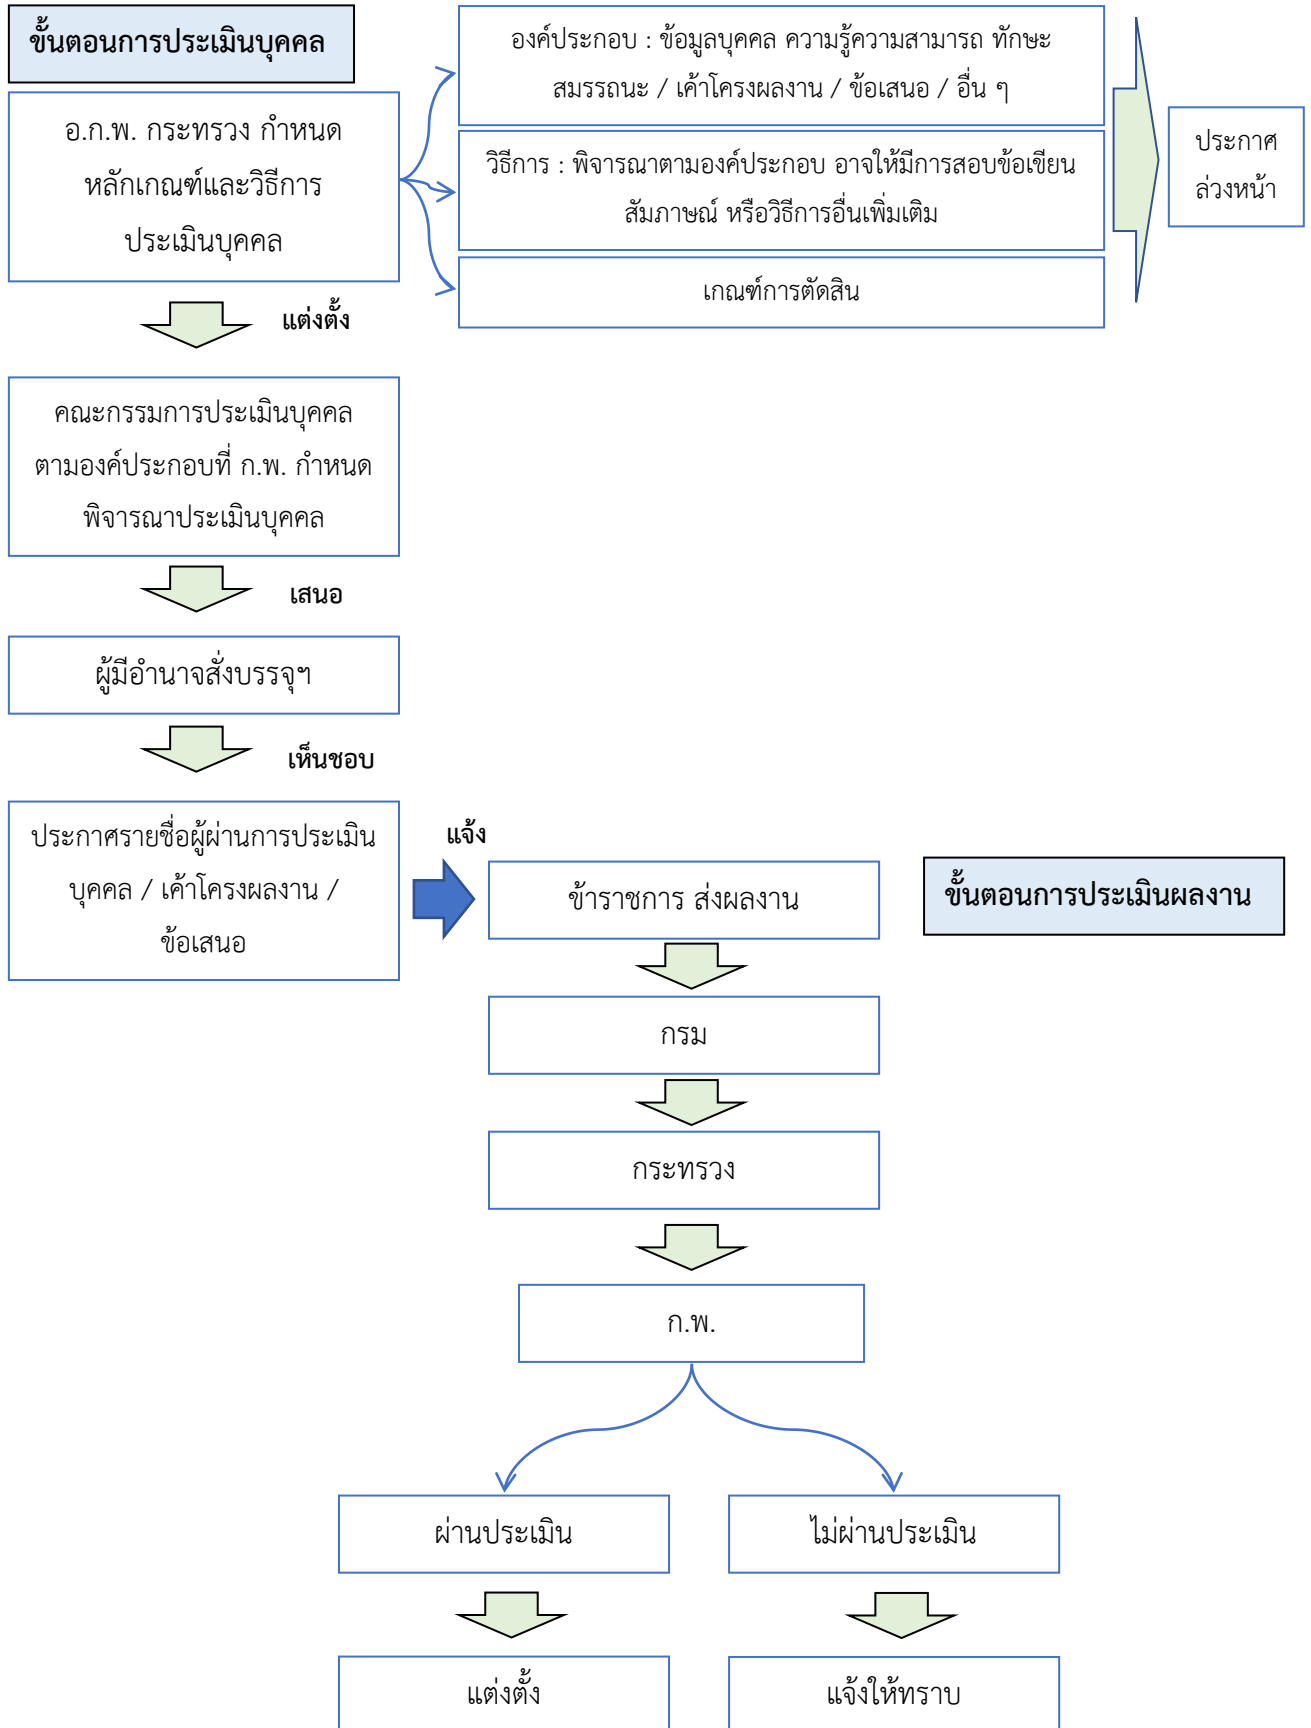 ขั้นตอนการประเมินบุคคล
อ.ก.พ. กระทรวง กำหนด
หลักเกณฑ์และวิธีการ
ประเมินบุคคล
องค์ประกอบ : ข้อมูลบุคคล ความรู้ความสามารถ ทักษะ
สมรรถนะ / เค้าโครงผลงาน / ข้อเสนอ / อื่น ๆ
วิธีการ : พิจารณาตามองค์ประกอบ อาจให้มีการสอบข้อเขียน
สัมภาษณ์ หรือวิธีการอื่นเพิ่มเติม
เกณฑ์การตัดสิน
ประกาศ
ล่วงหน้า
แต่งตั้ง
คณะกรรมการประเมินบุคคล
ตามองค์ประกอบที่ ก.พ. กำหนด
พิจารณาประเมินบุคคล
เสนอ
ผู้มีอำนาจสั่งบรรจุฯ
เห็นชอบ
ประกาศรายชื่อผู้ผ่านการประเมิน
บุคคล / เค้าโครงผลงาน /
ข้อเสนอ
แจ้ง
ข้าราชการ ส่งผลงาน
ขั้นตอนการประเมินผลงาน
กรม
กระทรวง
ก.พ.
ผ่านประเมิน
ไม่ผ่านประเมิน
แต่งตั้ง
แจ้งให้ทราบ